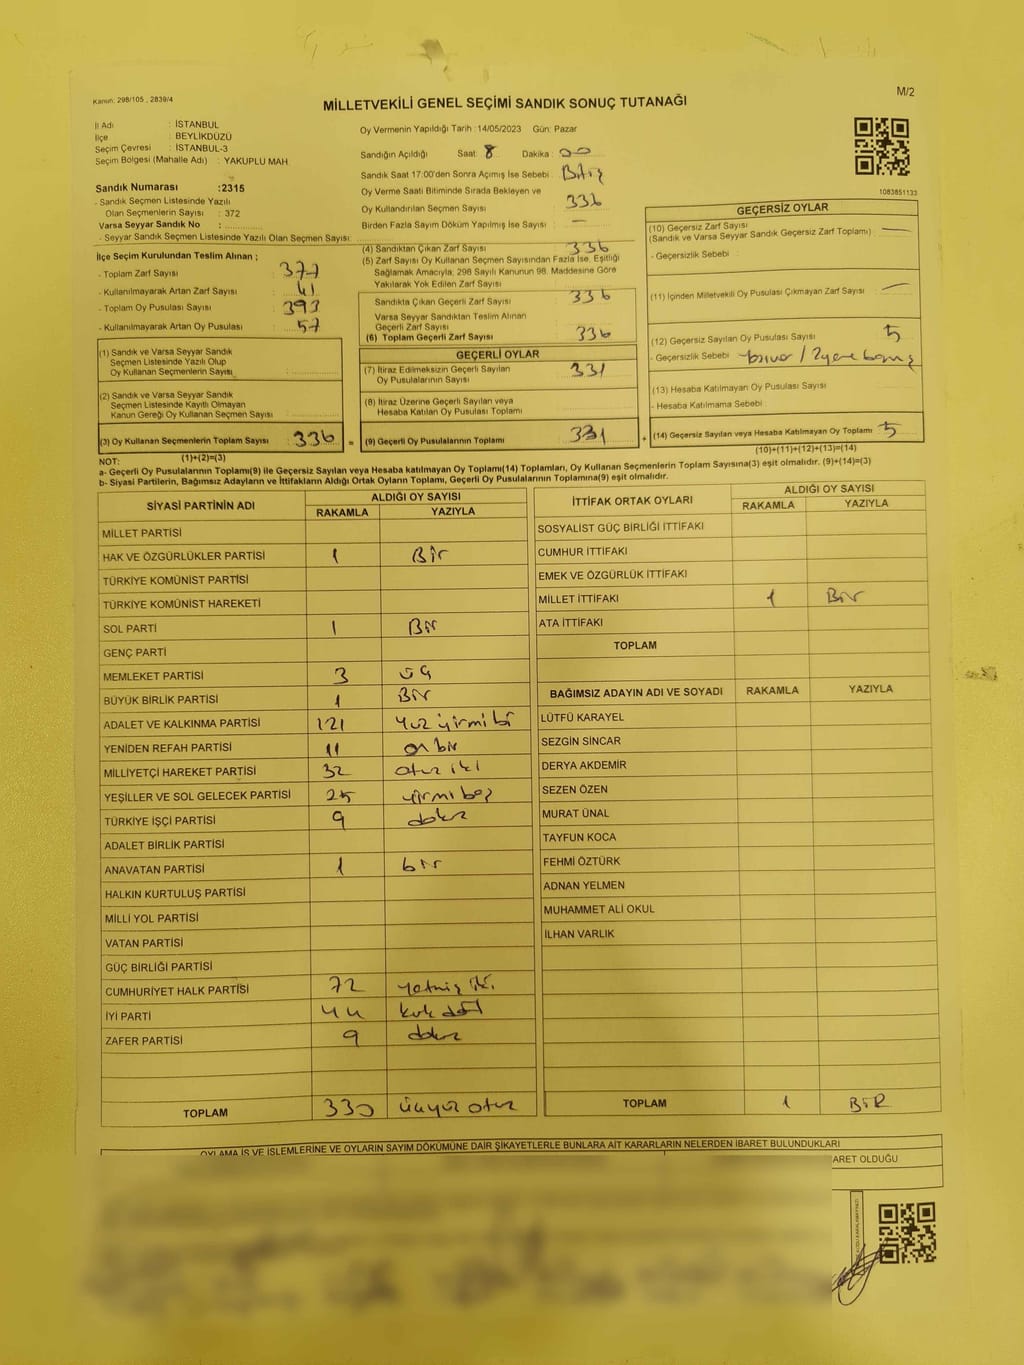 Kanun: 298/105 , 2839/4
M/2
MİLLETVEKİLİ GENEL SEÇİMİ SANDIK SONUÇ TUTANAĞI
İl Adı : İSTANBUL
İlçe : BEYLİKDÜZÜ
Seçim Çevresi : İSTANBUL-3
Seçim Bölgesi (Mahalle Adı) : YAKUPLU MAH.
Sandık Numarası :2315
- Sandık Seçmen Listesinde Yazılı
Olan Seçmenlerin Sayısı : 372
Varsa Seyyar Sandık No :
- Seyyar Sandık Seçmen Listesinde Yazılı Olan Seçmen Sayısı:
Oy Vermenin Yapıldığı Tarih :14/05/2023 Gün: Pazar
Sandığın Açıldığı Saat: 8 Dakika: 00
Sandık Saat 17:00'den Sonra Açımış İse Sebebi :
Oy Verme Saati Bitiminde Sırada Bekleyen ve
Oy Kullandırılan Seçmen Sayısı : 336
Birden Fazla Sayım Döküm Yapılmış İse Sayısı : —
1083851133
İlçe Seçim Kurulundan Teslim Alınan ;
- Toplam Zarf Sayısı : 377
- Kullanılmayarak Artan Zarf Sayısı : 41
- Toplam Oy Pusulası Sayısı : 393
- Kullanılmayarak Artan Oy Pusulası : 57
(4) Sandıktan Çıkan Zarf Sayısı : 336
(5) Zarf Sayısı Oy Kullanan Seçmen Sayısından Fazla İse, Eşitliği
Sağlamak Amacıyla; 298 Sayılı Kanunun 98. Maddesine Göre
Yakılarak Yok Edilen Zarf Sayısı :
Sandıkta Çıkan Geçerli Zarf Sayısı : 336
Varsa Seyyar Sandıktan Teslim Alınan
Geçerli Zarf Sayısı :
(6) Toplam Geçerli Zarf Sayısı : 336
GEÇERSİZ OYLAR
(10) Geçersiz Zarf Sayısı
(Sandık ve Varsa Seyyar Sandık Geçersiz Zarf Toplamı) : —
- Geçersizlik Sebebi :
(11) İçinden Milletvekili Oy Pusulası Çıkmayan Zarf Sayısı : —
(12) Geçersiz Sayılan Oy Pusulası Sayısı : 5
- Geçersizlik Sebebi :
(13) Hesaba Katılmayan Oy Pusulası Sayısı :
- Hesaba Katılmama Sebebi :
(14) Geçersiz Sayılan veya Hesaba Katılmayan Oy Toplamı : 5
(10)+(11)+(12)+(13)=(14)
(1) Sandık ve Varsa Seyyar Sandık
Seçmen Listesinde Yazılı Olup
Oy Kullanan Seçmenlerin Sayısı :
(2) Sandık ve Varsa Seyyar Sandık
Seçmen Listesinde Kayıtlı Olmayan
Kanun Gereği Oy Kullanan Seçmen Sayısı :
(3) Oy Kullanan Seçmenlerin Toplam Sayısı : 336
(1)+(2)=(3)
=
GEÇERLİ OYLAR
(7) İtiraz Edilmeksizin Geçerli Sayılan
Oy Pusulalarının Sayısı : 331
(8) İtiraz Üzerine Geçerli Sayılan veya
Hesaba Katılan Oy Pusulası Toplamı :
(9) Geçerli Oy Pusulalarının Toplamı : 331
+
NOT:
a- Geçerli Oy Pusulalarının Toplamı(9) ile Geçersiz Sayılan veya Hesaba katılmayan Oy Toplamı(14) Toplamları, Oy Kullanan Seçmenlerin Toplam Sayısına(3) eşit olmalıdır. (9)+(14)=(3)
b- Siyasi Partilerin, Bağımsız Adayların ve İttifakların Aldığı Ortak Oyların Toplamı, Geçerli Oy Pusulalarının Toplamına(9) eşit olmalıdır.
SİYASİ PARTİNİN ADI ALDIĞI OY SAYISI
RAKAMLA YAZIYLA
MİLLET PARTİSİ
HAK VE ÖZGÜRLÜKLER PARTİSİ 1 Bir
TÜRKİYE KOMÜNİST PARTİSİ
TÜRKİYE KOMÜNİST HAREKETİ
SOL PARTİ 1 Bir
GENÇ PARTİ
MEMLEKET PARTİSİ 3 üç
BÜYÜK BİRLİK PARTİSİ 1 Bir
ADALET VE KALKINMA PARTİSİ 121 Yüz yirmi bi
YENİDEN REFAH PARTİSİ 11 on bir
MİLLİYETÇİ HAREKET PARTİSİ 32 otuz iki
YEŞİLLER VE SOL GELECEK PARTİSİ 25 yirmi beş
TÜRKİYE İŞÇİ PARTİSİ 9 dokuz
ADALET BİRLİK PARTİSİ
ANAVATAN PARTİSİ 1 bir
HALKIN KURTULUŞ PARTİSİ
MİLLİ YOL PARTİSİ
VATAN PARTİSİ
GÜÇ BİRLİĞİ PARTİSİ
CUMHURİYET HALK PARTİSİ 72 yetmiş iki
İYİ PARTİ 44 kırk dört
ZAFER PARTİSİ 9 dokuz
TOPLAM 330 üçyüz otuz
İTTİFAK ORTAK OYLARI ALDIĞI OY SAYISI
RAKAMLA YAZIYLA
SOSYALİST GÜÇ BİRLİĞİ İTTİFAKI
CUMHUR İTTİFAKI
EMEK VE ÖZGÜRLÜK İTTİFAKI
MİLLET İTTİFAKI 1 Bir
ATA İTTİFAKI
TOPLAM
BAĞIMSIZ ADAYIN ADI VE SOYADI RAKAMLA YAZIYLA
LÜTFÜ KARAYEL
SEZGİN SİNCAR
DERYA AKDEMİR
SEZEN ÖZEN
MURAT ÜNAL
TAYFUN KOCA
FEHMİ ÖZTÜRK
ADNAN YELMEN
MUHAMMET ALİ OKUL
İLHAN VARLIK
TOPLAM 1 BİR
OYLAMA İŞ VE İŞLEMLERİNE VE OYLARIN SAYIM DÖKÜMÜNE DAİR ŞİKAYETLERLE BUNLARA AİT KARARLARIN NELERDEN İBARET BULUNDUKLARI
ARET OLDUĞU